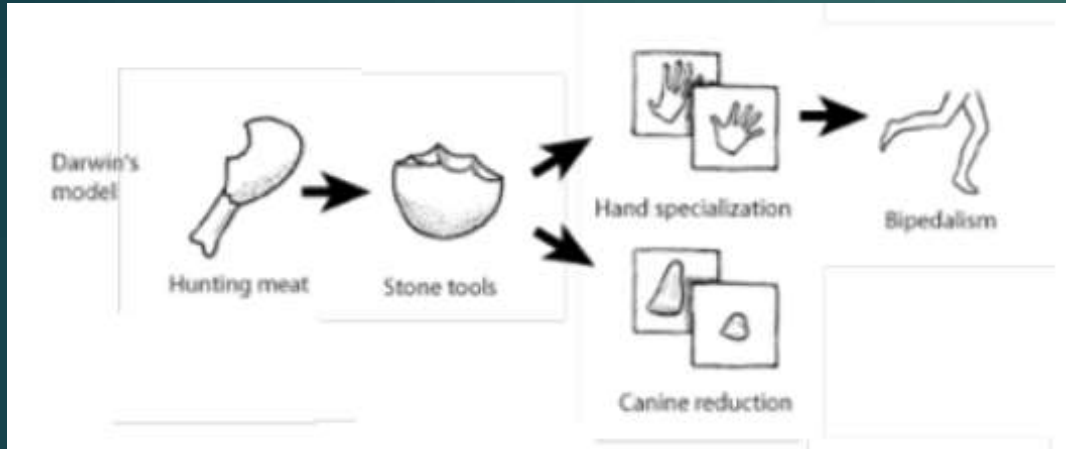 Darwin's
model
Hunting meat
Stone tools
Hand specialization
Bipedalism
Canine reduction